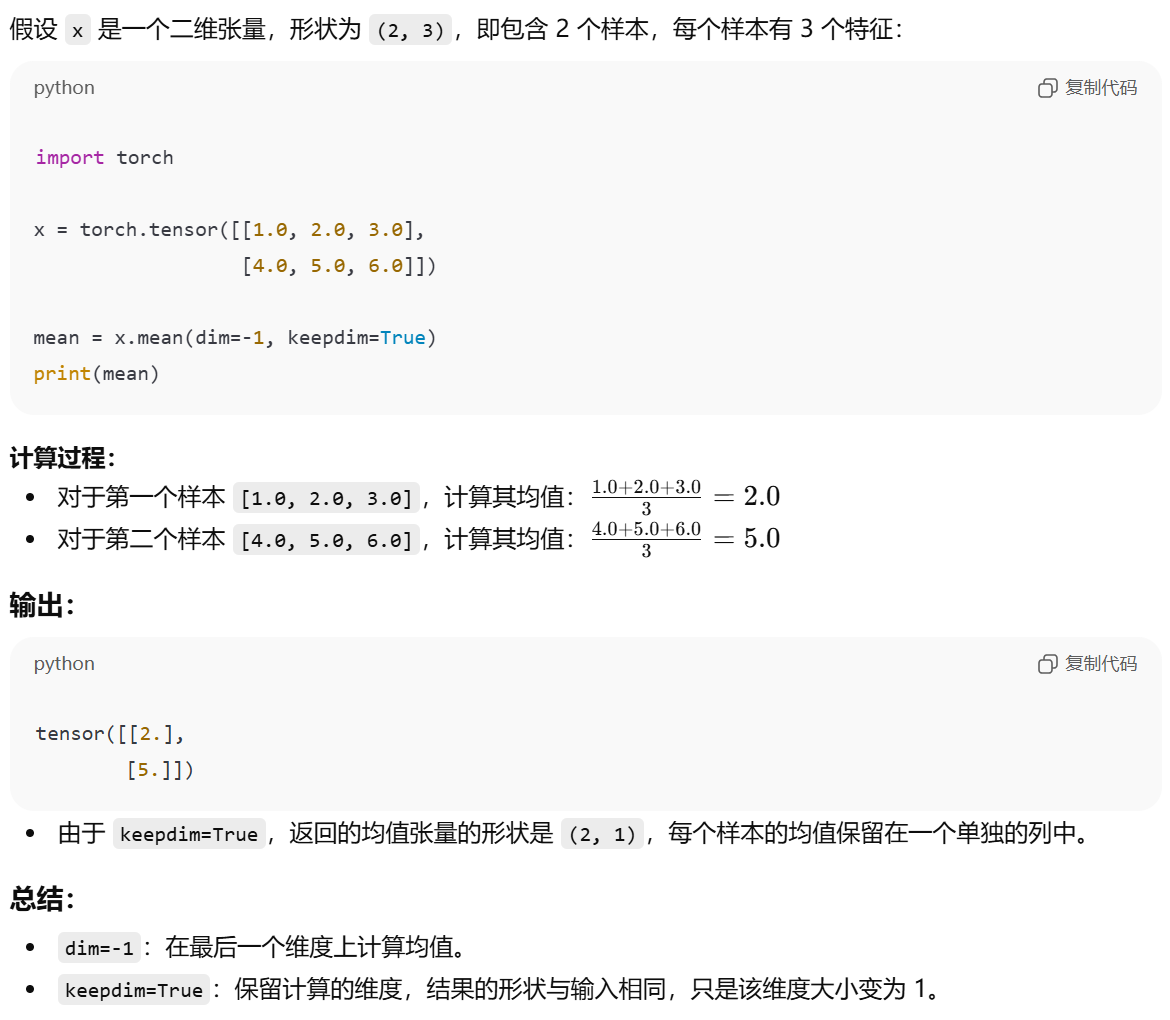 假设 x 是一个二维张量，形状为 (2, 3)，即包含 2 个样本，每个样本有 3 个特征：
python
复制代码
import torch
x = torch.tensor([[1.0, 2.0, 3.0],
[4.0, 5.0, 6.0]])
mean = x.mean(dim=-1, keepdim=True)
print(mean)
计算过程：
• 对于第一个样本 [1.0, 2.0, 3.0]，计算其均值：$\frac{1.0+2.0+3.0}{3} = 2.0$
• 对于第二个样本 [4.0, 5.0, 6.0]，计算其均值：$\frac{4.0+5.0+6.0}{3} = 5.0$
输出：
python
复制代码
tensor([[2.],
[5.]])
• 由于 keepdim=True，返回的均值张量的形状是 (2, 1)，每个样本的均值保留在一个单独的列中。
总结：
• dim=-1：在最后一个维度上计算均值。
• keepdim=True：保留计算的维度，结果的形状与输入相同，只是该维度大小变为 1。